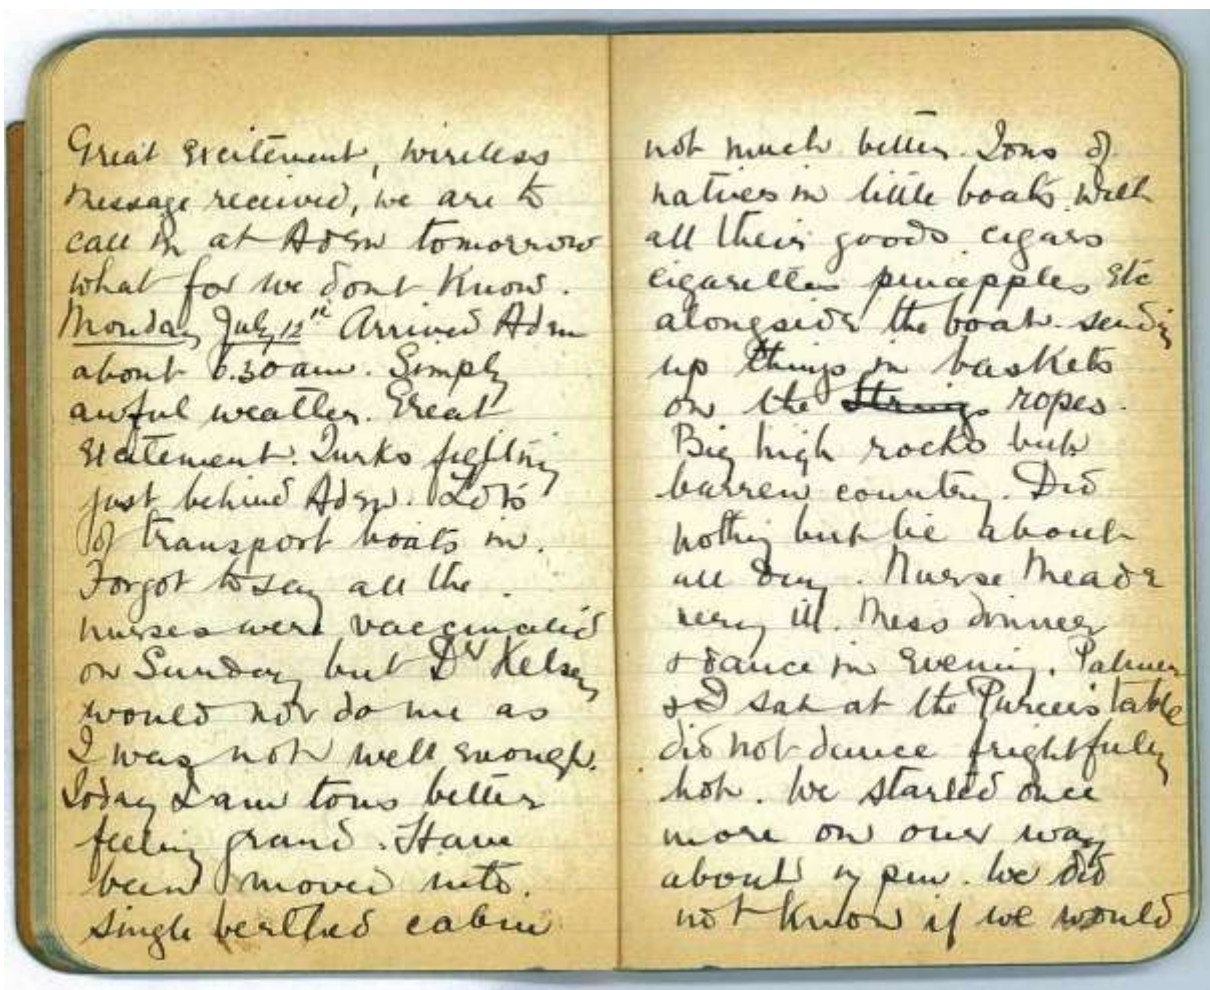 Great excitement, wireless
message received, we are to
call in at Aden tomorrow
what for we dont know.
Monday July 12th Arrived Aden
about 6.30 am. Simply
awful weather. Great
excitement. Turks fighting
just behind Aden. Lots
of transport boats in.
Forgot to say all the
nurses were vaccinated
on Sunday but Dr Kelsey
would not do me as
I was not well enough.
Today I am tons better
feeling grand. Have
been moved into
single berthed cabin
not much better. Tons of
natives in little boats with
all their goods cigars
cigarettes pineapples etc
alongside the boat sending
up things in baskets
on the strings ropes.
Big high rocks but
barren country. Did
nothing but lie about
all day. Nurse Meade
very ill. Mess dinner
& dance in evening. Palmer
& I sat at the table
did not dance frightfully
hot. We started once
more on our way
about pm. We did
not know if we would